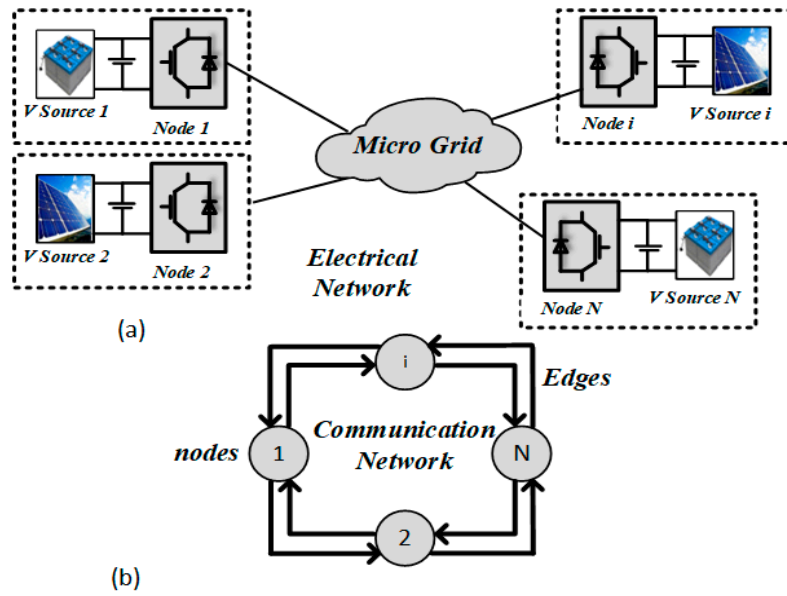 V Source 1
Node 1
V Source 2
Node 2
Micro Grid
Node i
V Source i
Node N
V Source N
Electrical
Network
(a)
i
Edges
nodes
1
Communication
Network
N
2
(b)